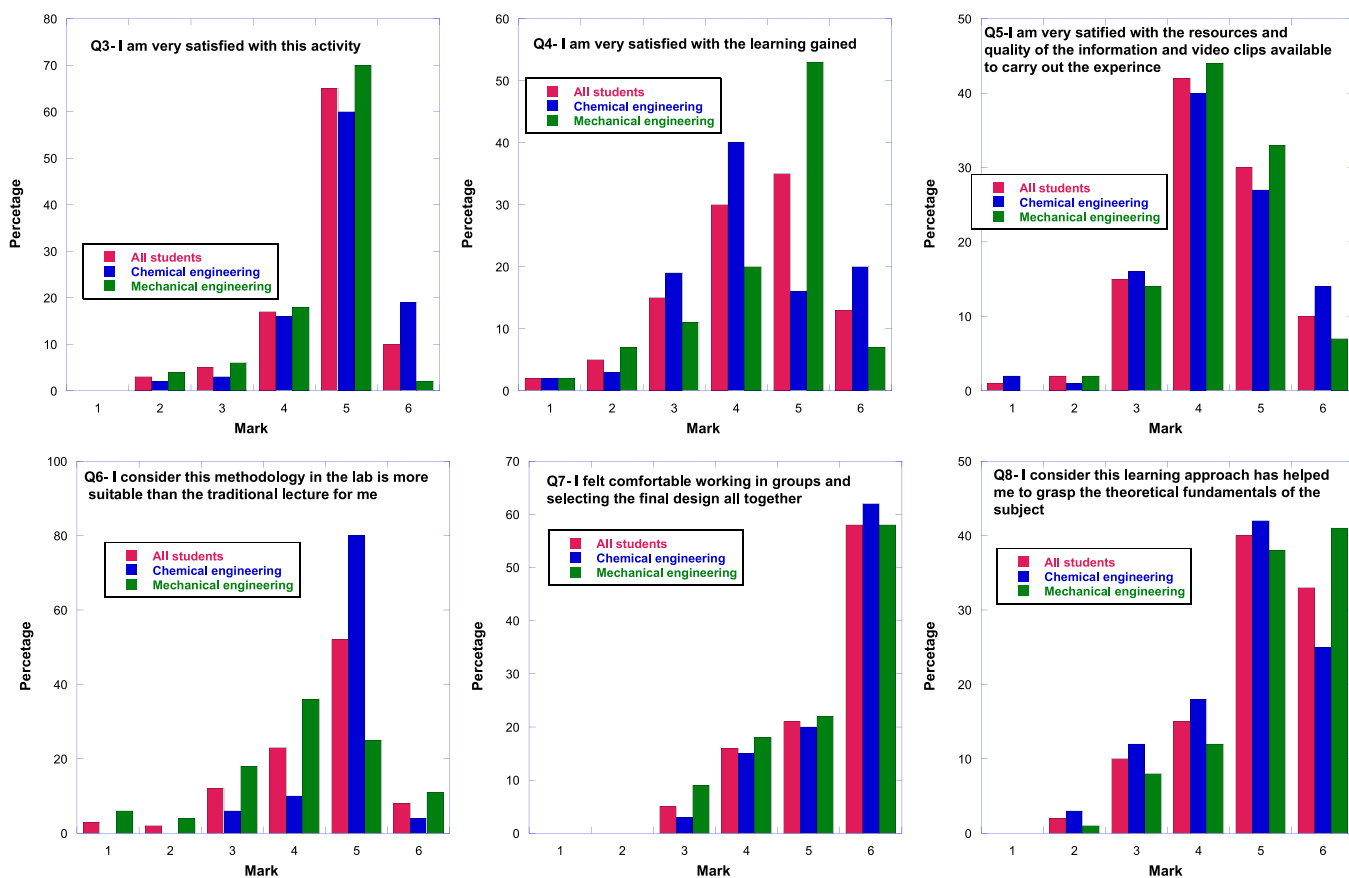 Q3- I am very satisfied with this activity
All students
Chemical engineering
Mechanical engineering
Percetage
80
70
60
50
40
30
20
10
0
1 2 3 4 5 6
Mark
Q4- I am very satisfied with the learning gained
All students
Chemical engineering
Mechanical engineering
Percetage
60
50
40
30
20
10
0
1 2 3 4 5 6
Mark
Q5-I am very satified with the resources and
quality of the information and video clips available
to carry out the experince
All students
Chemical engineering
Mechanical engineering
Percetage
50
40
30
20
10
0
1 2 3 4 5 6
Mark
Q6- I consider this methodology in the lab is more
suitable than the traditional lecture for me
All students
Chemical engineering
Mechanical engineering
Percetage
100
80
60
40
20
0
1 2 3 4 5 6
Mark
Q7- I felt comfortable working in groups and
selecting the final design all together
All students
Chemical engineering
Mechanical engineering
Percetage
70
60
50
40
30
20
10
0
1 2 3 4 5 6
Mark
Q8- I consider this learning approach has helped
me to grasp the theoretical fundamentals of the
subject
All students
Chemical engineering
Mechanical engineering
Percetage
50
40
30
20
10
0
1 2 3 4 5 6
Mark